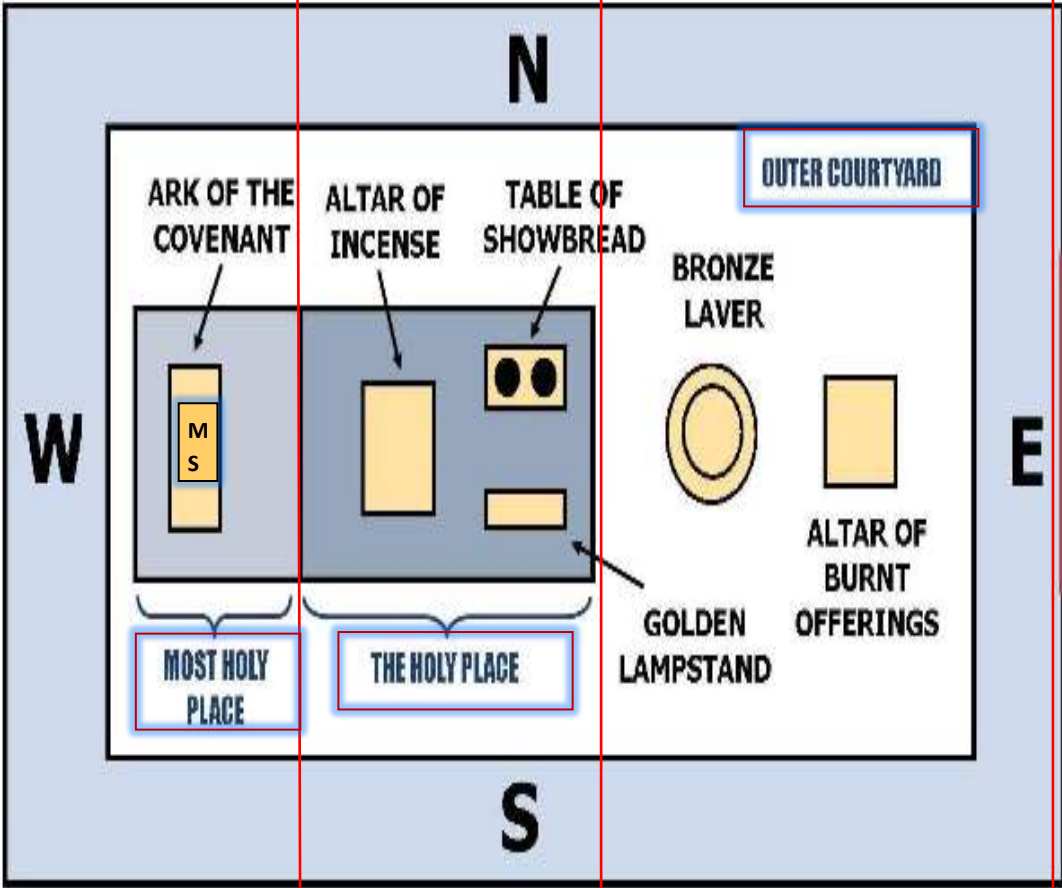 N
OUTER COURTYARD
ARK OF THE
COVENANT
ALTAR OF
INCENSE
TABLE OF
SHOWBREAD
BRONZE
LAVER
W
M
S
E
ALTAR OF
BURNT
OFFERINGS
GOLDEN
LAMPSTAND
MOST HOLY
PLACE
THE HOLY PLACE
S